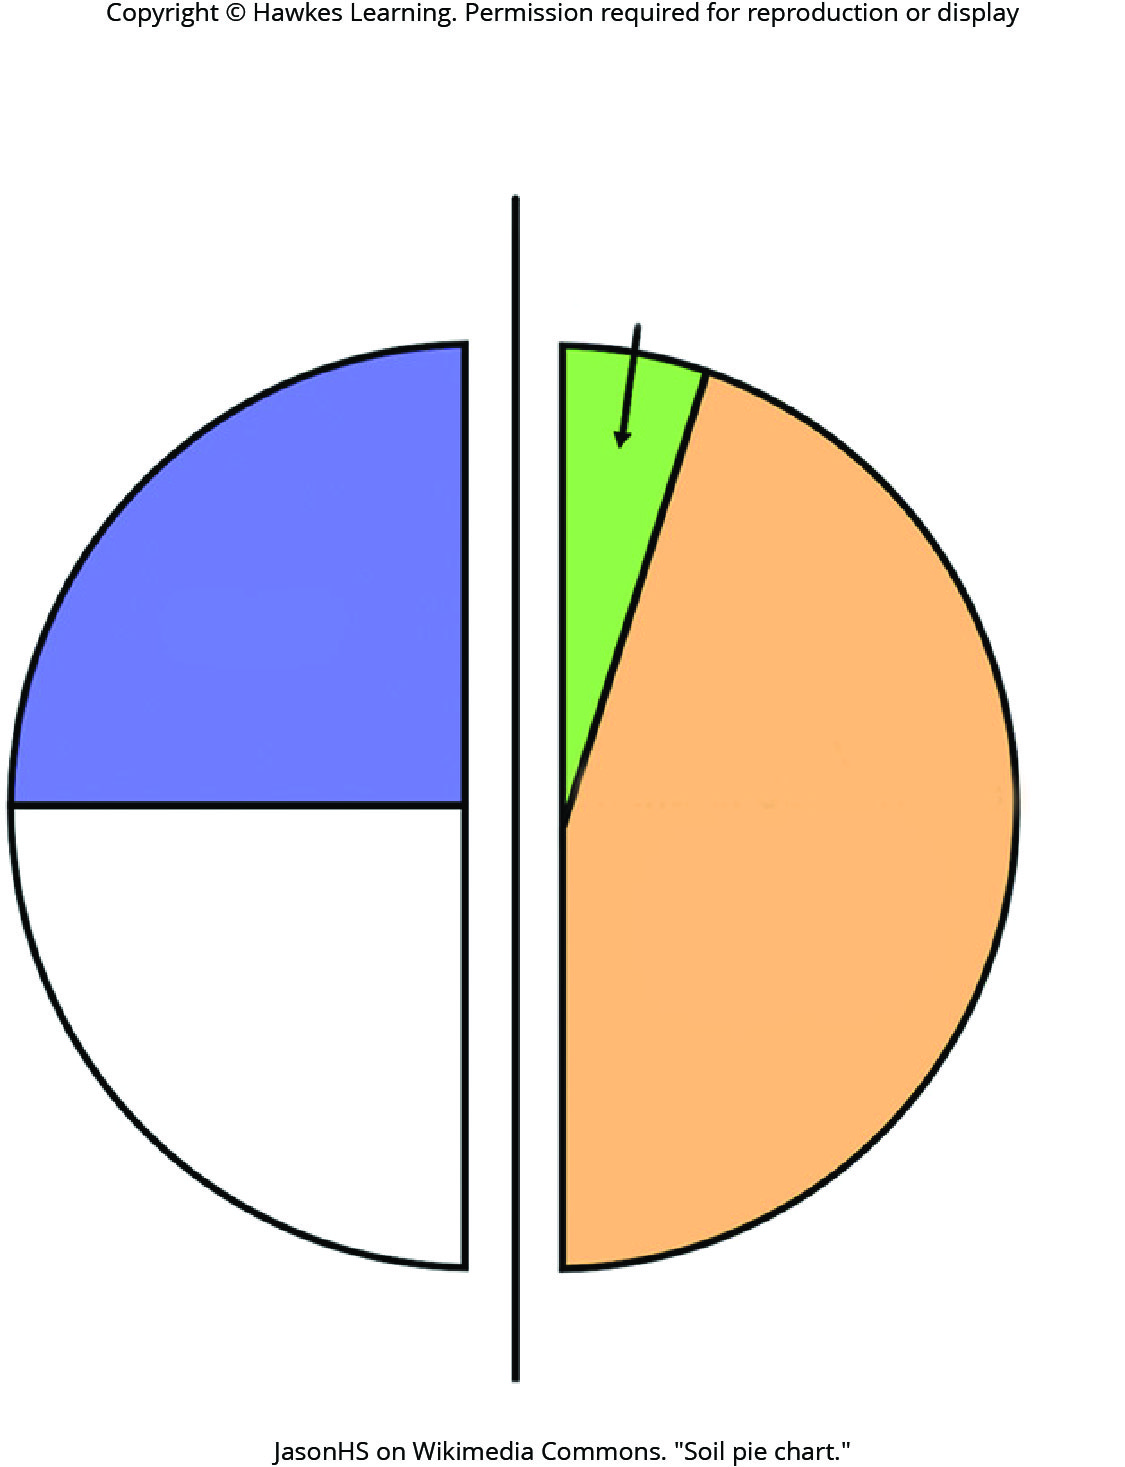 Copyright © Hawkes Learning. Permission required for reproduction or display
JasonHS on Wikimedia Commons. "Soil pie chart."